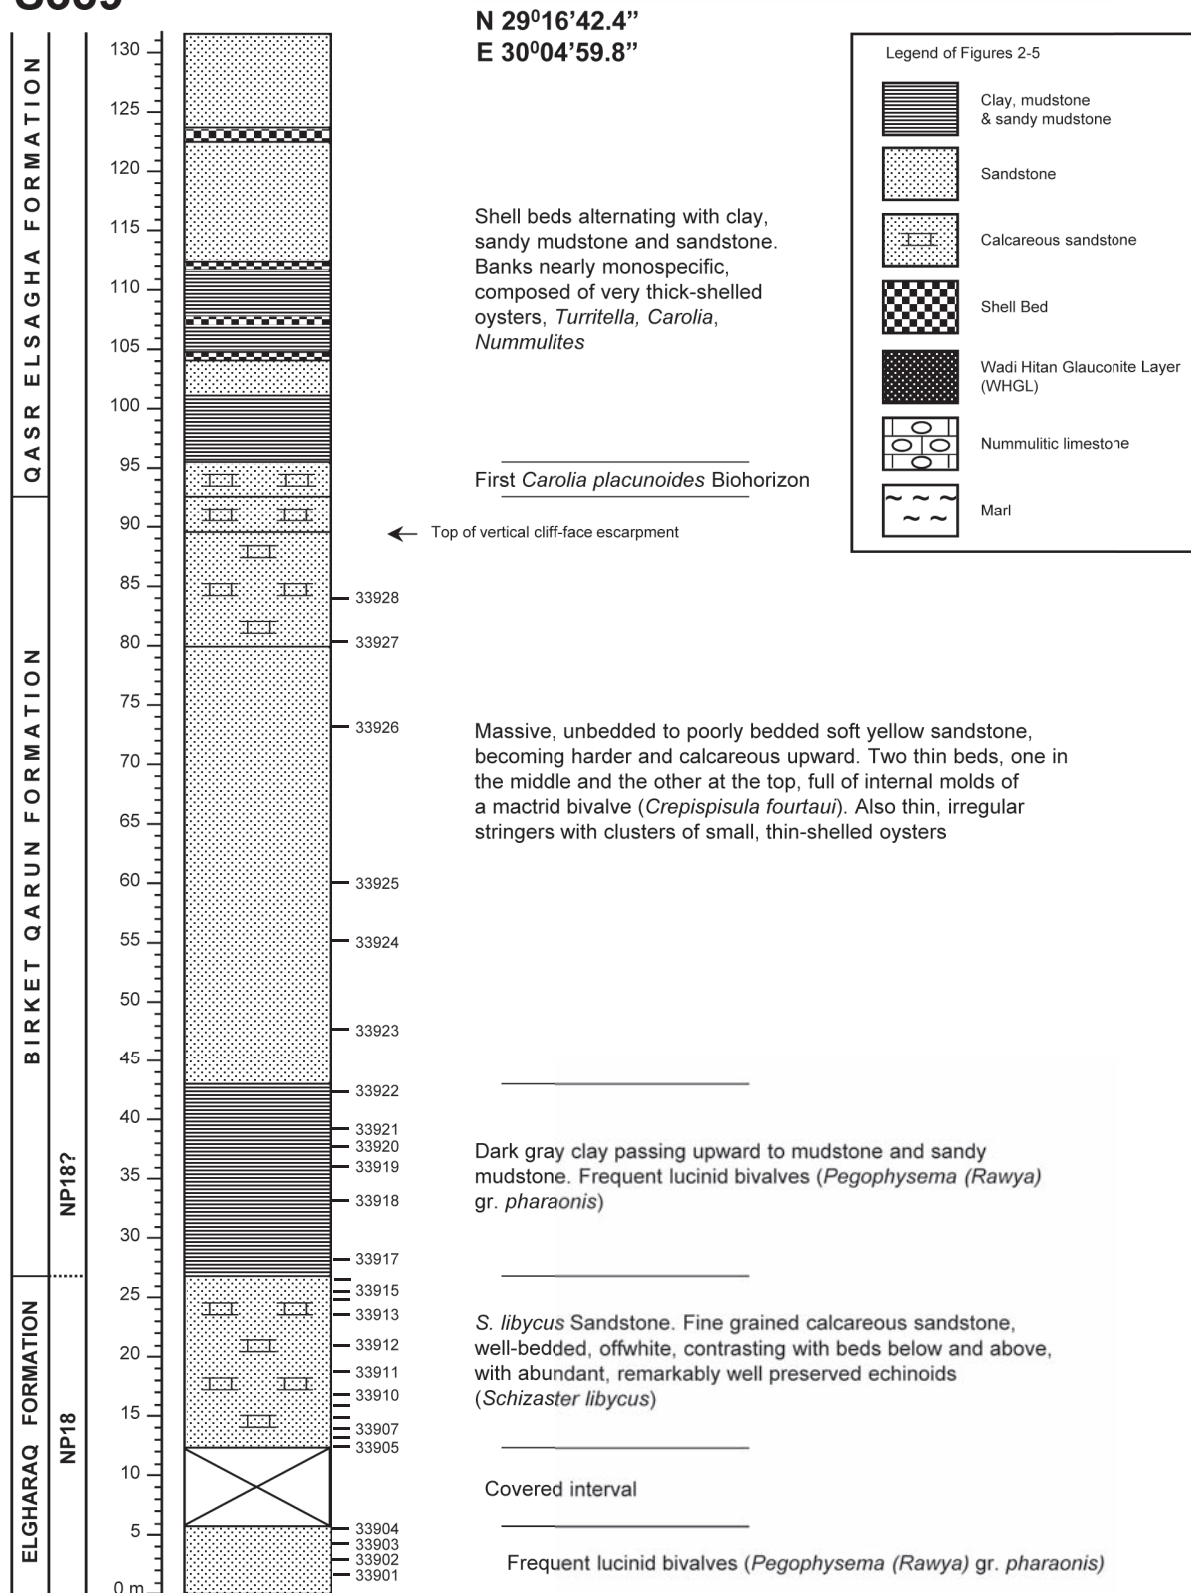 N 29⁰16’42.4”
E 30⁰04’59.8”
Legend of Figures 2-5
Clay, mudstone
& sandy mudstone
Sandstone
Calcareous sandstone
Shell Bed
Wadi Hitan Glauconite Layer
(WHGL)
Nummulitic limestone
Marl
QASR ELSAGHA FORMATION
BIRKET QARUN FORMATION
ELGHARAQ FORMATION
NP18?
NP18
130
125
120
115
110
105
100
95
90
85
80
75
70
65
60
55
50
45
40
35
30
25
20
15
10
5
0 m
33928
33927
33926
33925
33924
33923
33922
33921
33920
33919
33918
33917
33915
33913
33912
33911
33910
33907
33905
33904
33903
33902
33901
Shell beds alternating with clay,
sandy mudstone and sandstone.
Banks nearly monospecific,
composed of very thick-shelled
oysters, Turritella, Carolia,
Nummulites
First Carolia placunoides Biohorizon
Top of vertical cliff-face escarpment
Massive, unbedded to poorly bedded soft yellow sandstone,
becoming harder and calcareous upward. Two thin beds, one in
the middle and the other at the top, full of internal molds of
a mactrid bivalve (Crepispisula fourtaui). Also thin, irregular
stringers with clusters of small, thin-shelled oysters
Dark gray clay passing upward to mudstone and sandy
mudstone. Frequent lucinid bivalves (Pegophysema (Rawya)
gr. pharaonis)
S. libycus Sandstone. Fine grained calcareous sandstone,
well-bedded, offwhite, contrasting with beds below and above,
with abundant, remarkably well preserved echinoids
(Schizaster libycus)
Covered interval
Frequent lucinid bivalves (Pegophysema (Rawya) gr. pharaonis)